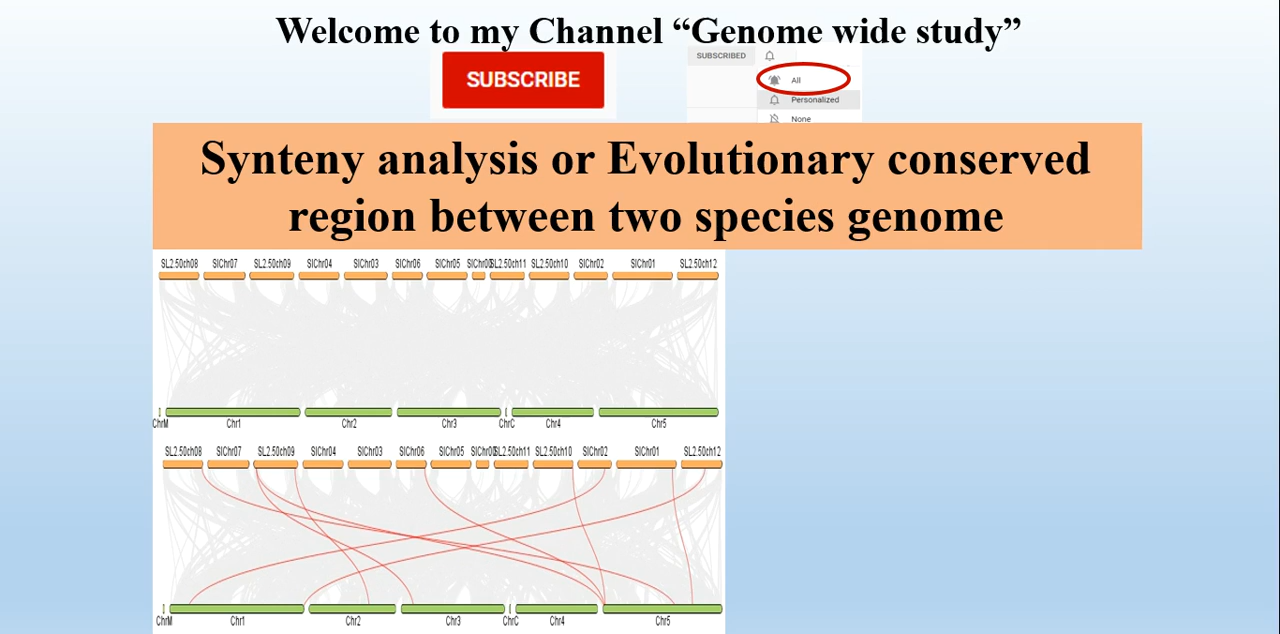 Welcome to my Channel “Genome wide study”
SUBSCRIBE
SUBSCRIBED
All
Personalized
None
Synteny analysis or Evolutionary conserved
region between two species genome
SL2.50ch08 SlChr07 SL2.50ch09 SlChr04 SlChr03 SlChr06 SlChr05 SL2.50ch11 SL2.50ch10 SlChr02 SlChr01 SL2.50ch12
ChrM Chr1 Chr2 Chr3 ChrC Chr4 Chr5
SL2.50ch08 SlChr07 SL2.50ch09 SlChr04 SlChr03 SlChr06 SlChr05 SL2.50ch11 SL2.50ch10 SlChr02 SlChr01 SL2.50ch12
ChrM Chr1 Chr2 Chr3 ChrC Chr4 Chr5